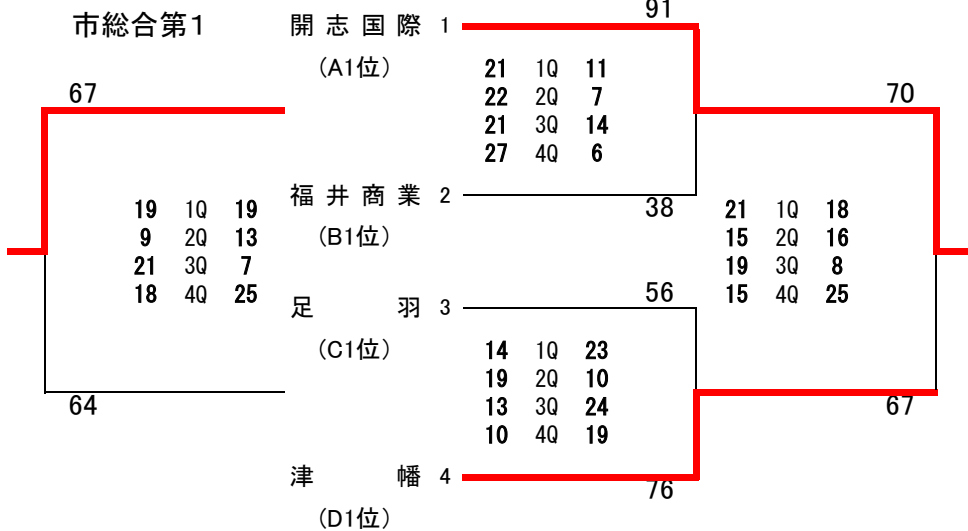 市総合第1
開志国際 1
(A1位)
91
21 1Q 11
22 2Q 7
21 3Q 14
27 4Q 6
67
70
福井商業 2
(B1位)
38
19 1Q 19
9 2Q 13
21 3Q 7
18 4Q 25
21 1Q 18
15 2Q 16
19 3Q 8
15 4Q 25
足羽 3
(C1位)
56
14 1Q 23
19 2Q 10
13 3Q 24
10 4Q 19
64
67
津幡 4
(D1位)
76